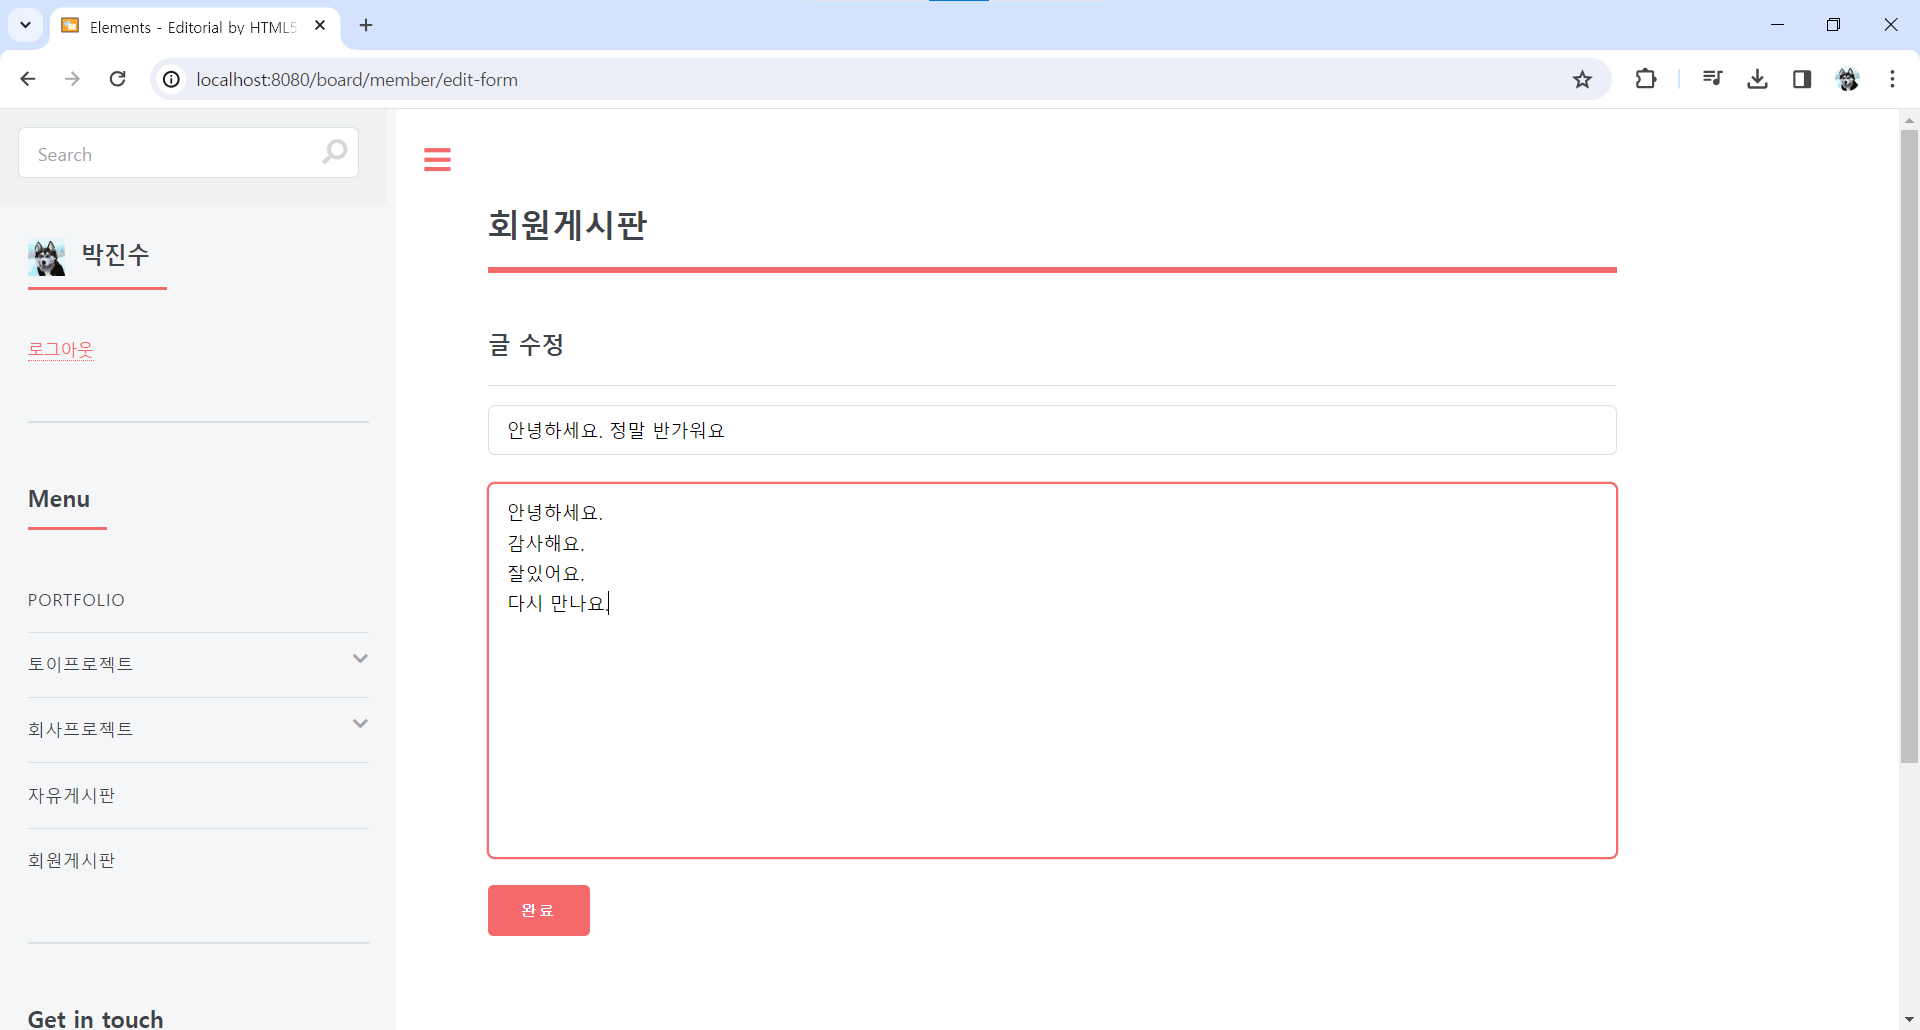 Elements - Editorial by HTML5
localhost:8080/board/member/edit-form
Search
박진수
로그아웃
Menu
PORTFOLIO
토이프로젝트
회사프로젝트
자유게시판
회원게시판
Get in touch
회원게시판
글 수정
안녕하세요. 정말 반가워요
안녕하세요.
감사해요.
잘있어요.
다시 만나요.
완료